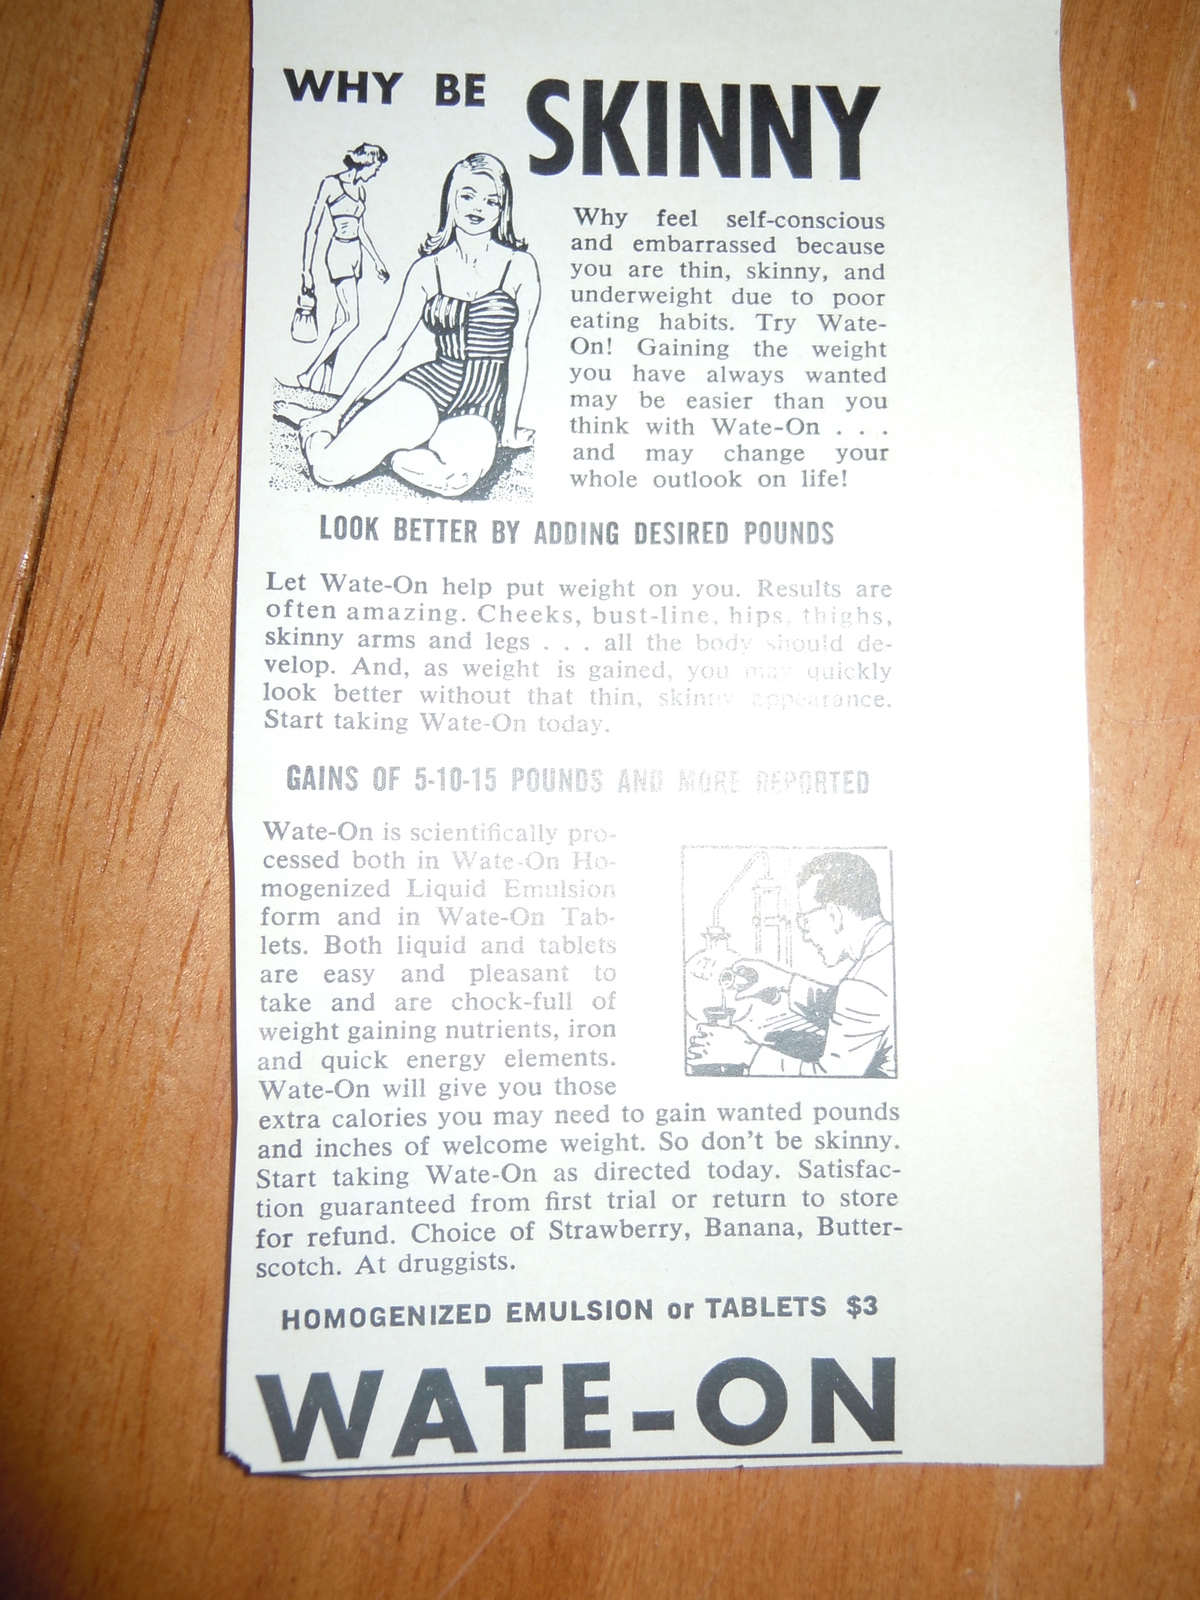 WHY BE SKINNY
Why feel self-conscious
and embarrassed because
you are thin, skinny, and
underweight due to poor
eating habits. Try Wate-
On! Gaining the weight
you have always wanted
may be easier than you
think with Wate-On . . .
and may change your
whole outlook on life!
LOOK BETTER BY ADDING DESIRED POUNDS
Let Wate-On help put weight on you. Results are
often amazing. Cheeks, bust-line, hips, thighs,
skinny arms and legs . . . all the body should de-
velop. And, as weight is gained, you may quickly
look better without that thin, skinny appearance.
Start taking Wate-On today.
GAINS OF 5-10-15 POUNDS AND MORE REPORTED
Wate-On is scientifically pro-
cessed both in Wate-On Ho-
mogenized Liquid Emulsion
form and in Wate-On Tab-
lets. Both liquid and tablets
are easy and pleasant to
take and are chock-full of
weight gaining nutrients, iron
and quick energy elements.
Wate-On will give you those
extra calories you may need to gain wanted pounds
and inches of welcome weight. So don't be skinny.
Start taking Wate-On as directed today. Satisfac-
tion guaranteed from first trial or return to store
for refund. Choice of Strawberry, Banana, Butter-
scotch. At druggists.
HOMOGENIZED EMULSION or TABLETS $3
WATE-ON